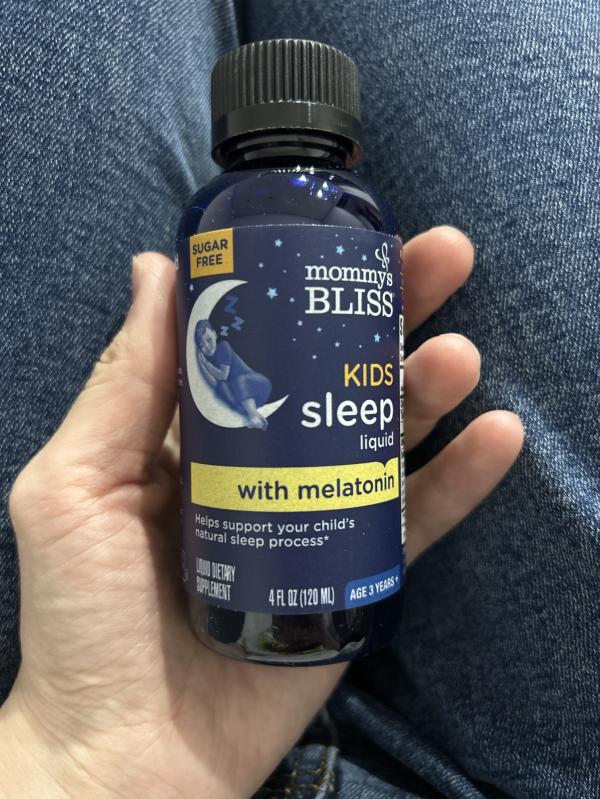 SUGAR
FREE
mommy's
BLISS
z
z
z
KIDS
sleep
liquid
with melatonin
Helps support your child's
natural sleep process*
LIQUID DIETARY
SUPPLEMENT
4 FL OZ (120 ML)
AGE 3 YEARS +